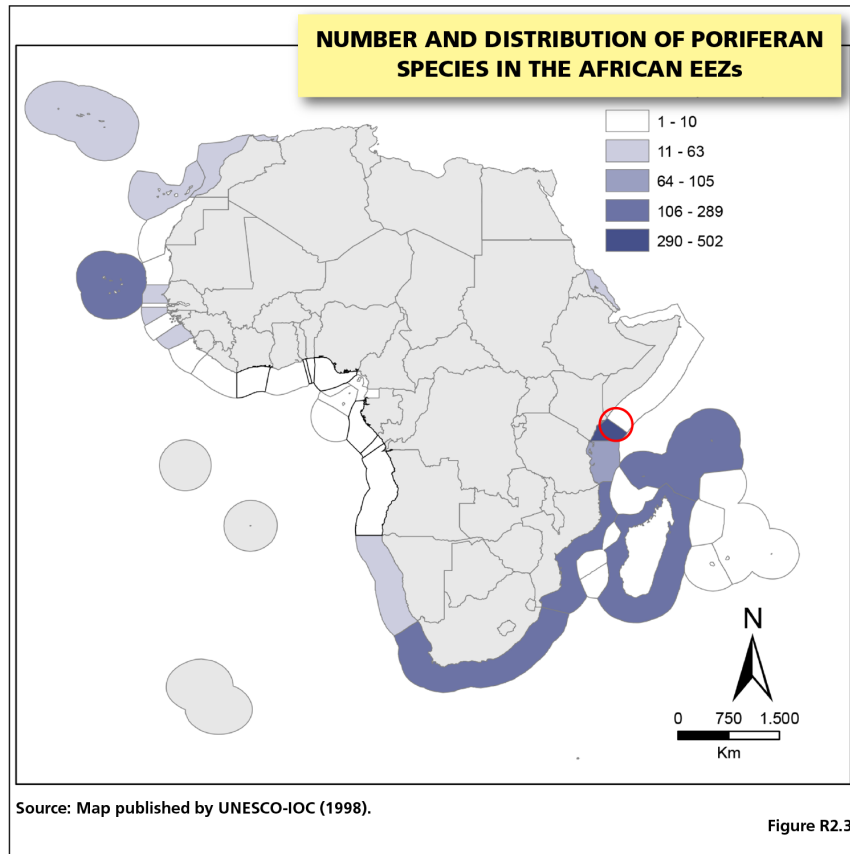 NUMBER AND DISTRIBUTION OF PORIFERAN
SPECIES IN THE AFRICAN EEZs
1 - 10
11 - 63
64 - 105
106 - 289
290 - 502
N
0 750 1.500
Km
Source: Map published by UNESCO-IOC (1998).
Figure R2.3